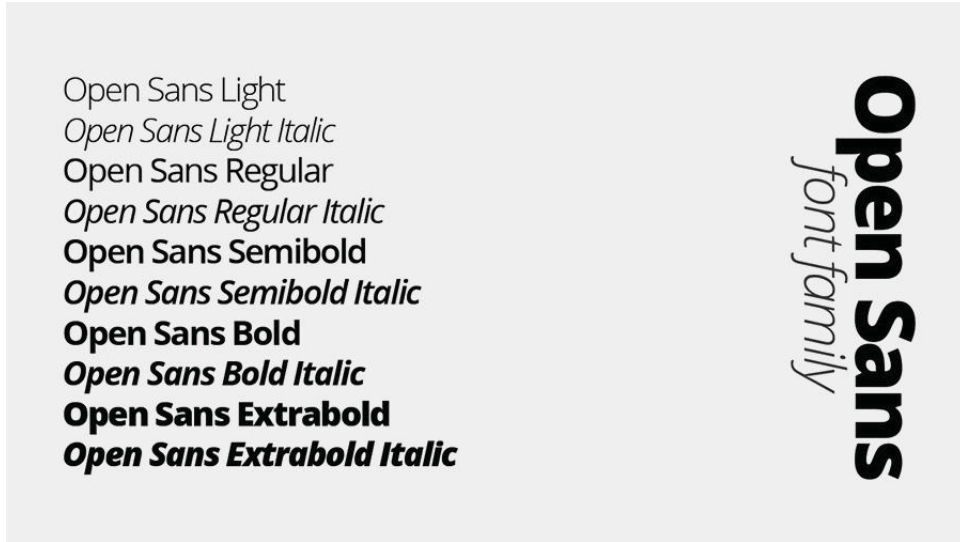 Open Sans Light
Open Sans Light Italic
Open Sans Regular
Open Sans Regular Italic
Open Sans Semibold
Open Sans Semibold Italic
Open Sans Bold
Open Sans Bold Italic
Open Sans Extrabold
Open Sans Extrabold Italic
Open Sans
font family